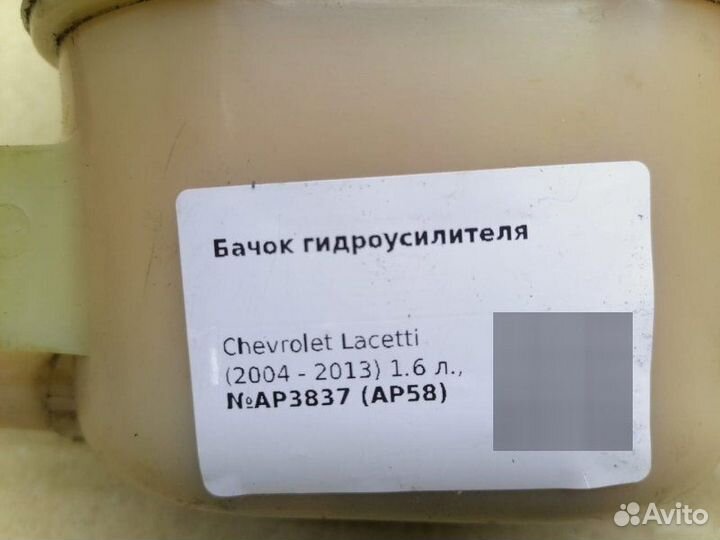 Бачок гидроусилителя
Chevrolet Lacetti
(2004 - 2013) 1.6 л.,
№AP3837 (AP58)
Avito